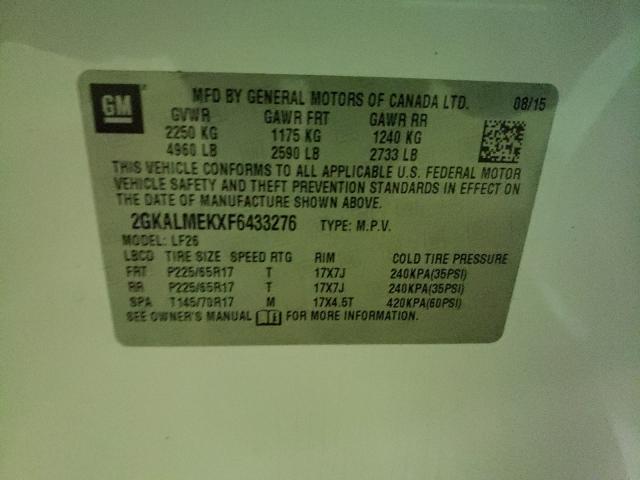 GM
MFD BY GENERAL MOTORS OF CANADA LTD. 08/15
GVWR GAWR FRT GAWR RR
2250 KG 1175 KG 1240 KG
4960 LB 2590 LB 2733 LB
THIS VEHICLE CONFORMS TO ALL APPLICABLE U.S. FEDERAL MOTOR
VEHICLE SAFETY AND THEFT PREVENTION STANDARDS IN EFFECT ON
THE DATE OF MANUFACTURE SHOWN ABOVE.
2GKALMEKXF6433276 TYPE: M.P.V.
MODEL: LF26
LBCD TIRE SIZE SPEED RTG RIM COLD TIRE PRESSURE
FRT P225/65R17 T 17X7J 240KPA(35PSI)
RR P225/65R17 T 17X7J 240KPA(35PSI)
SPA T145/70R17 M 17X4.5T 420KPA(60PSI)
SEE OWNER'S MANUAL FOR MORE INFORMATION.